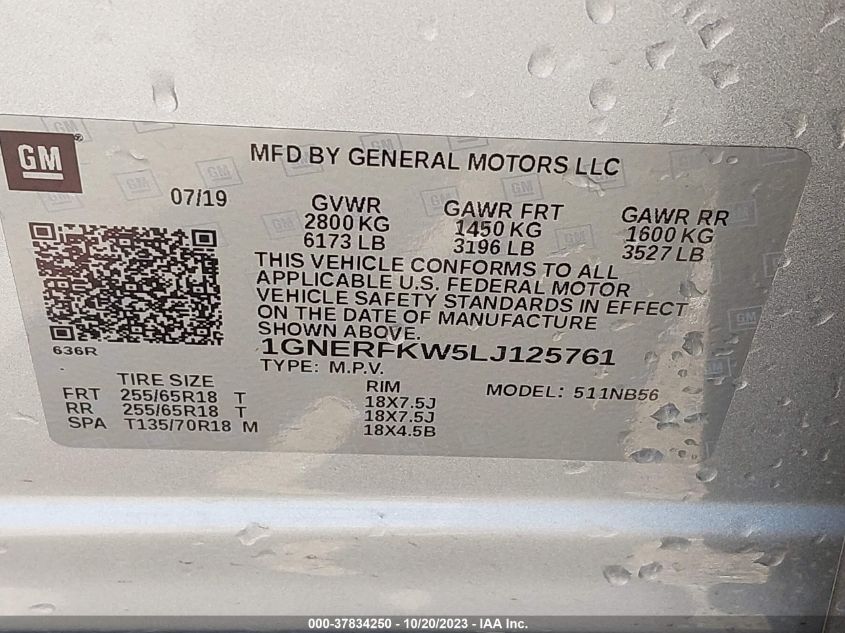 GM
MFD BY GENERAL MOTORS LLC
07/19
GVWR
2800 KG
6173 LB
GAWR FRT
1450 KG
3196 LB
GAWR RR
1600 KG
3527 LB
THIS VEHICLE CONFORMS TO ALL
APPLICABLE U.S. FEDERAL MOTOR
VEHICLE SAFETY STANDARDS IN EFFECT
ON THE DATE OF MANUFACTURE
SHOWN ABOVE.
636R
1GNERFKW5LJ125761
TYPE: M.P.V.
TIRE SIZE
RIM
MODEL: 511NB56
FRT 255/65R18 T 18X7.5J
RR 255/65R18 T 18X7.5J
SPA T135/70R18 M 18X4.5B
000-37834250 - 10/20/2023 - IAA Inc.